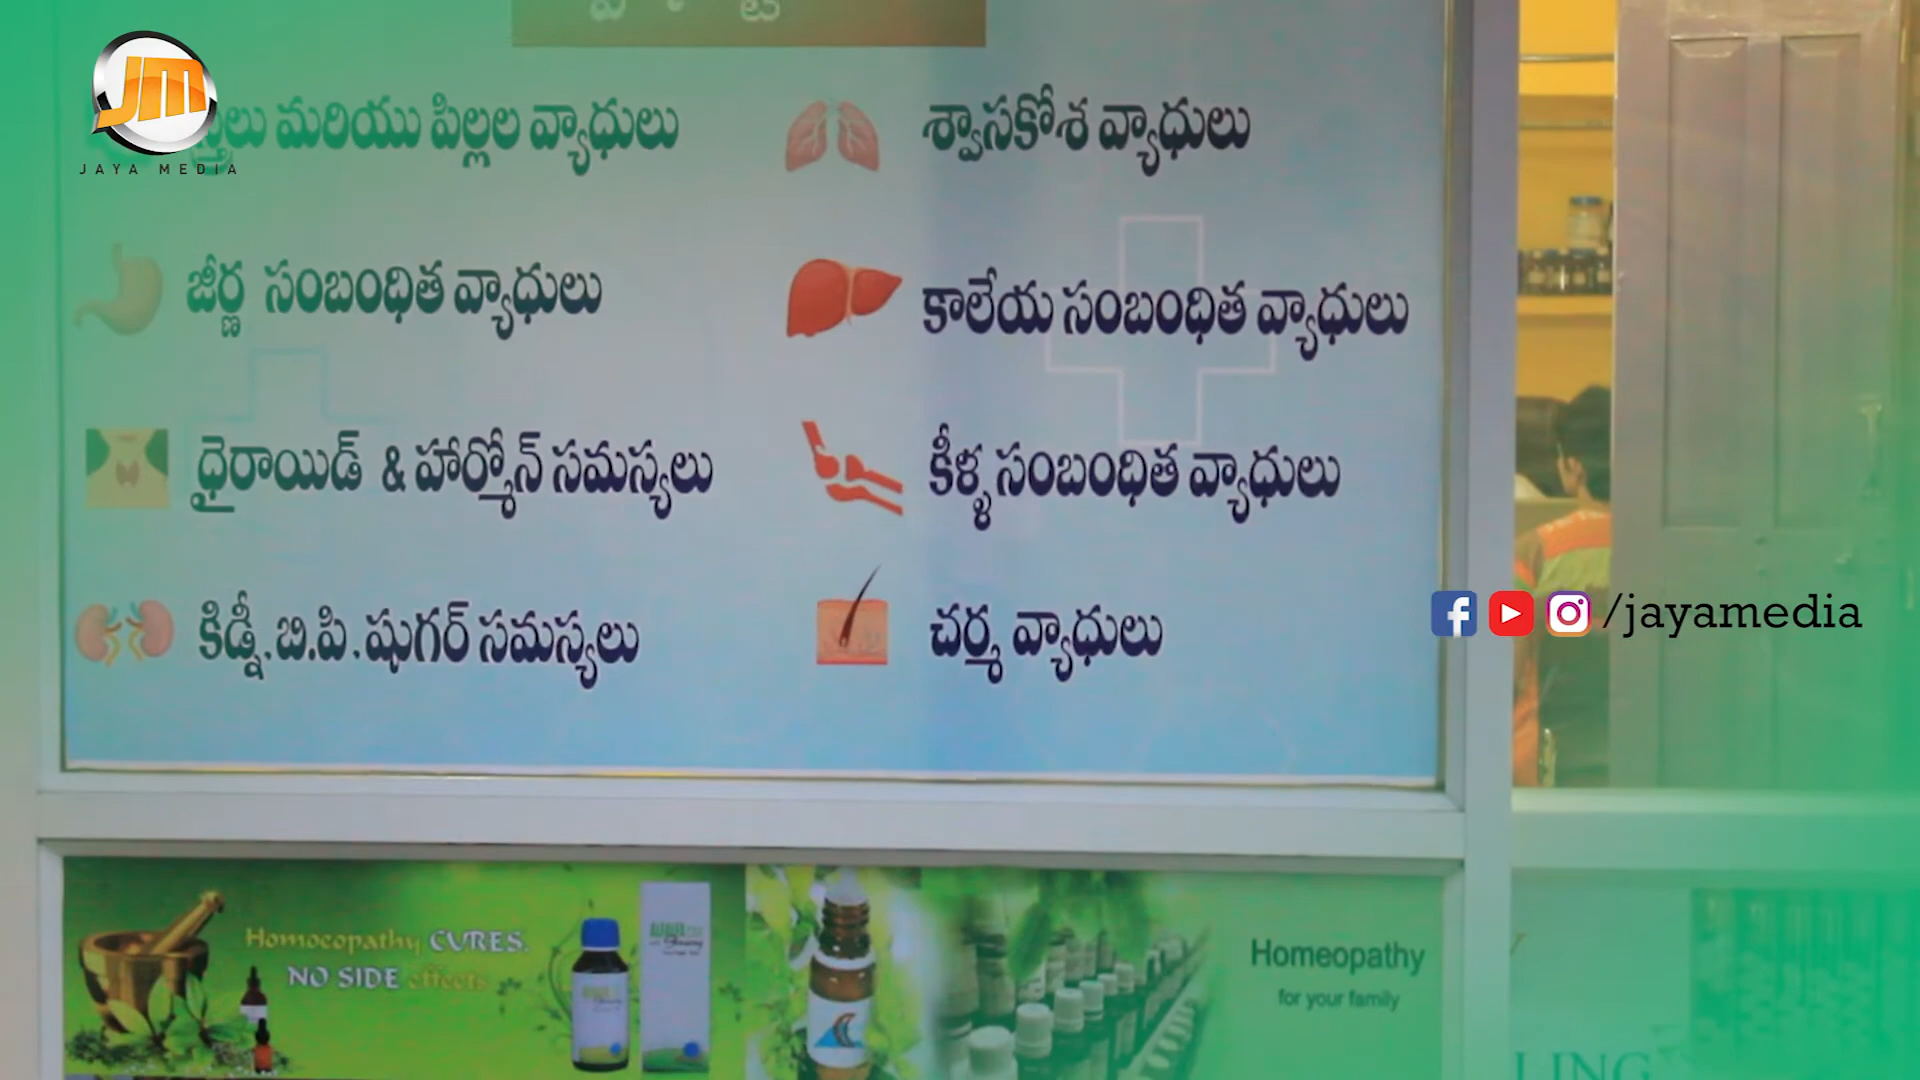 JM
JAYA MEDIA
స్త్రీలు మరియు పిల్లల వ్యాధులు
శ్వాసకోశ వ్యాధులు
జీర్ణ సంబంధిత వ్యాధులు
కాలేయ సంబంధిత వ్యాధులు
థైరాయిడ్ & హార్మోన్ సమస్యలు
కీళ్ళ సంబంధిత వ్యాధులు
కిడ్నీ. బి.పి. షుగర్ సమస్యలు
చర్మ వ్యాధులు
/jayamedia
Homoeopathy CURES,
NO SIDE effects
Homeopathy
for your family
LING